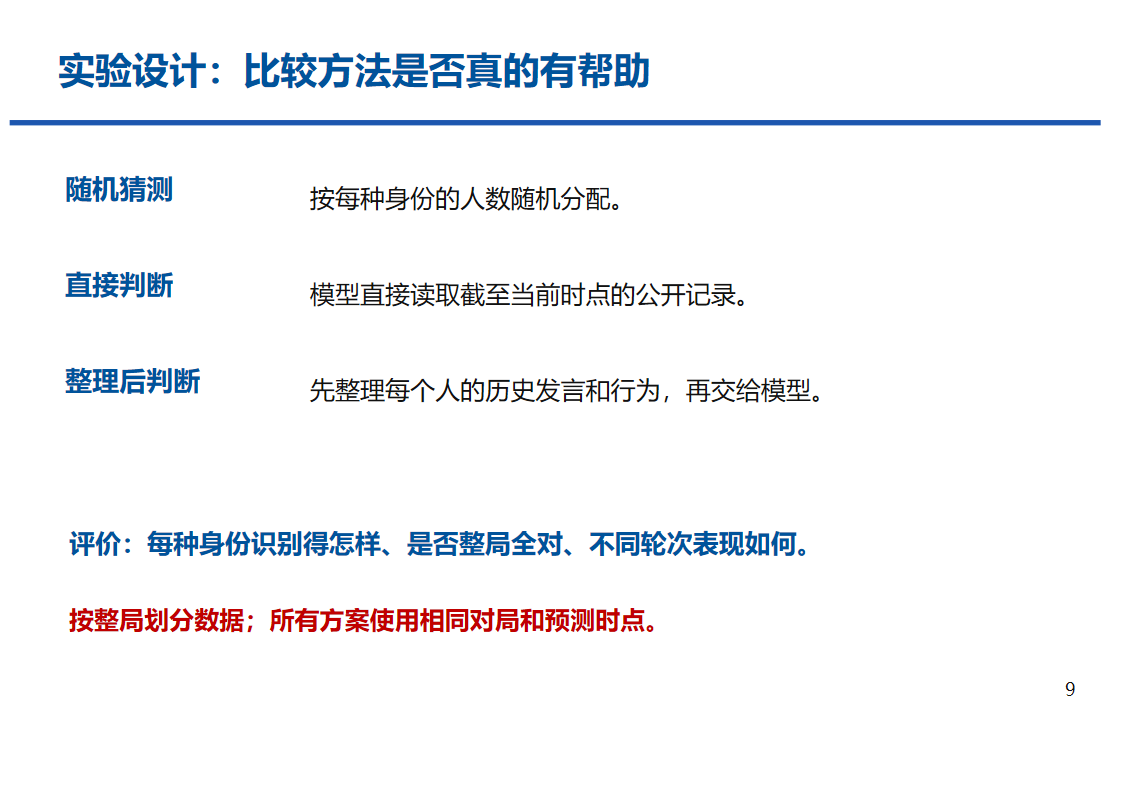 实验设计：比较方法是否真的有帮助
随机猜测
按每种身份的人数随机分配。
直接判断
模型直接读取截至当前时点的公开记录。
整理后判断
先整理每个人的历史发言和行为，再交给模型。
评价：每种身份识别得怎样、是否整局全对、不同轮次表现如何。
按整局划分数据；所有方案使用相同对局和预测时点。
9